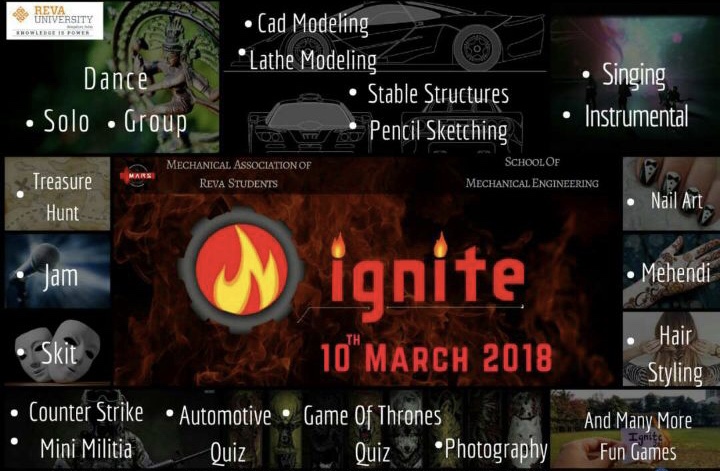 REVA
UNIVERSITY
Bengaluru, India
KNOWLEDGE IS POWER
Dance
• Solo • Group
• Cad Modeling
• Lathe Modeling
• Stable Structures
• Pencil Sketching
• Singing
• Instrumental
• Treasure
Hunt
• Jam
• Skit
MARS
MECHANICAL ASSOCIATION OF
REVA STUDENTS
SCHOOL OF
MECHANICAL ENGINEERING
ignite
10TH MARCH 2018
• Nail Art
• Mehendi
• Hair
Styling
• Counter Strike
• Mini Militia
• Automotive
Quiz
• Game Of Thrones
Quiz
• Photography
And Many More
Fun Games
Ignite